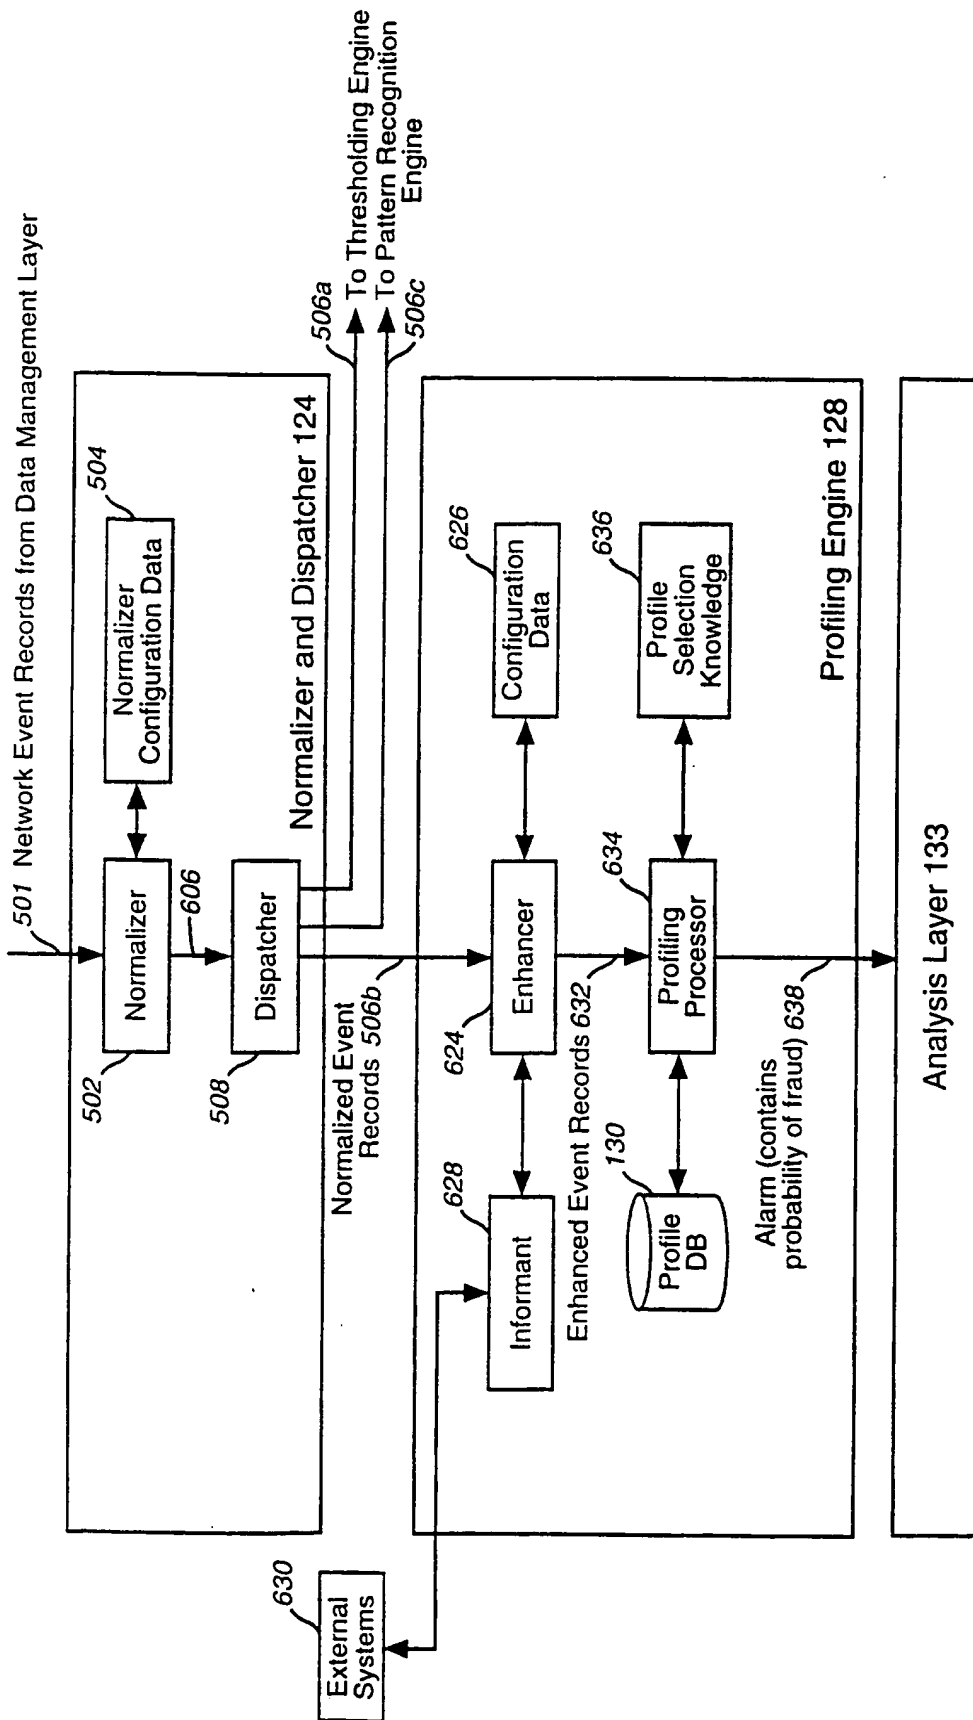 501 Network Event Records from Data Management Layer
504
Normalizer
Configuration Data
Normalizer
502
606
Dispatcher
508
Normalizer and Dispatcher 124
506a
To Thresholding Engine
To Pattern Recognition
Engine
506c
Normalized Event
Records 506b
External
Systems
630
Informant
628
Enhancer
624
Configuration
Data
626
Enhanced Event Records 632
Profile
DB
130
Profiling
Processor
634
Profile
Selection
Knowledge
636
Alarm (contains
probability of fraud) 638
Profiling Engine 128
Analysis Layer 133